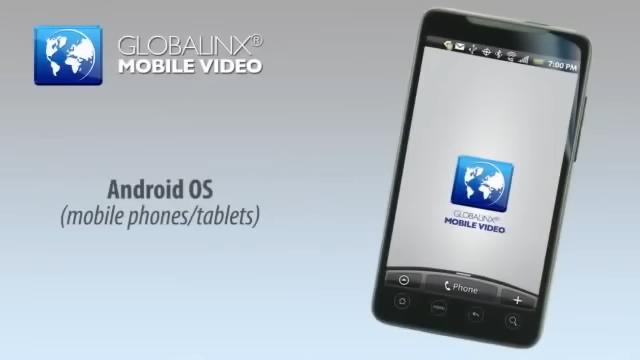 GLOBALINX®
MOBILE VIDEO
Android OS
(mobile phones/tablets)
7:00 PM
GLOBALINX®
MOBILE VIDEO
Phone